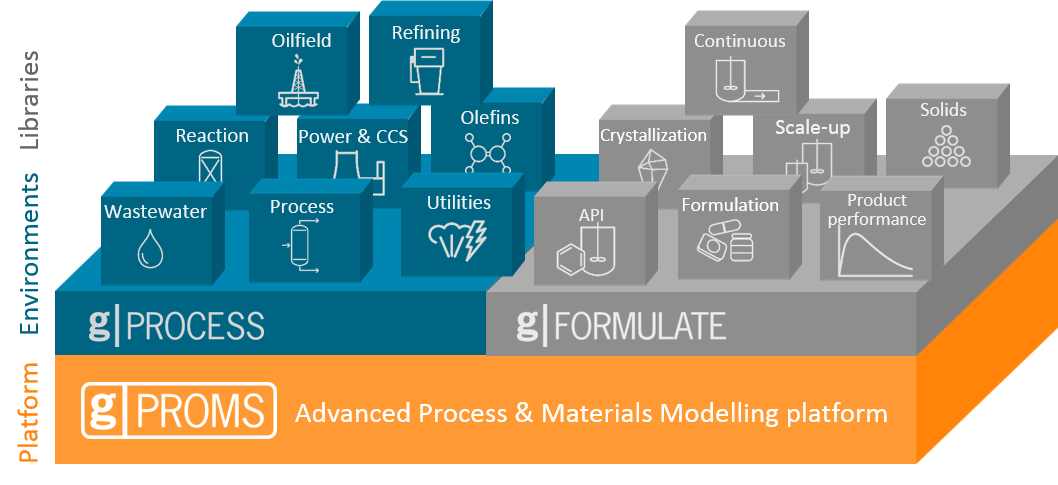 Libraries
Environments
Platform
Oilfield
Refining
Continuous
Reaction
Power & CCS
Olefins
Crystallization
Scale-up
Solids
Wastewater
Process
Utilities
API
Formulation
Product
performance
g|PROCESS
g|FORMULATE
g|PROMS
Advanced Process & Materials Modelling platform